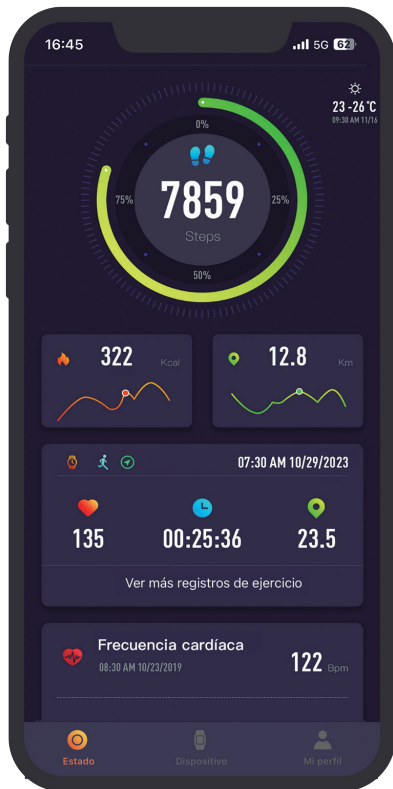 16:45 5G 62
23 -26 °C
09:30 AM 11/16
0%
75% 25%
7859
Steps
50%
322 Kcal 12.8 Km
07:30 AM 10/29/2023
135 00:25:36 23.5
Ver más registros de ejercicio
Frecuencia cardíaca
08:30 AM 10/23/2019
122 Bpm
Estado Dispositivo Mi perfil